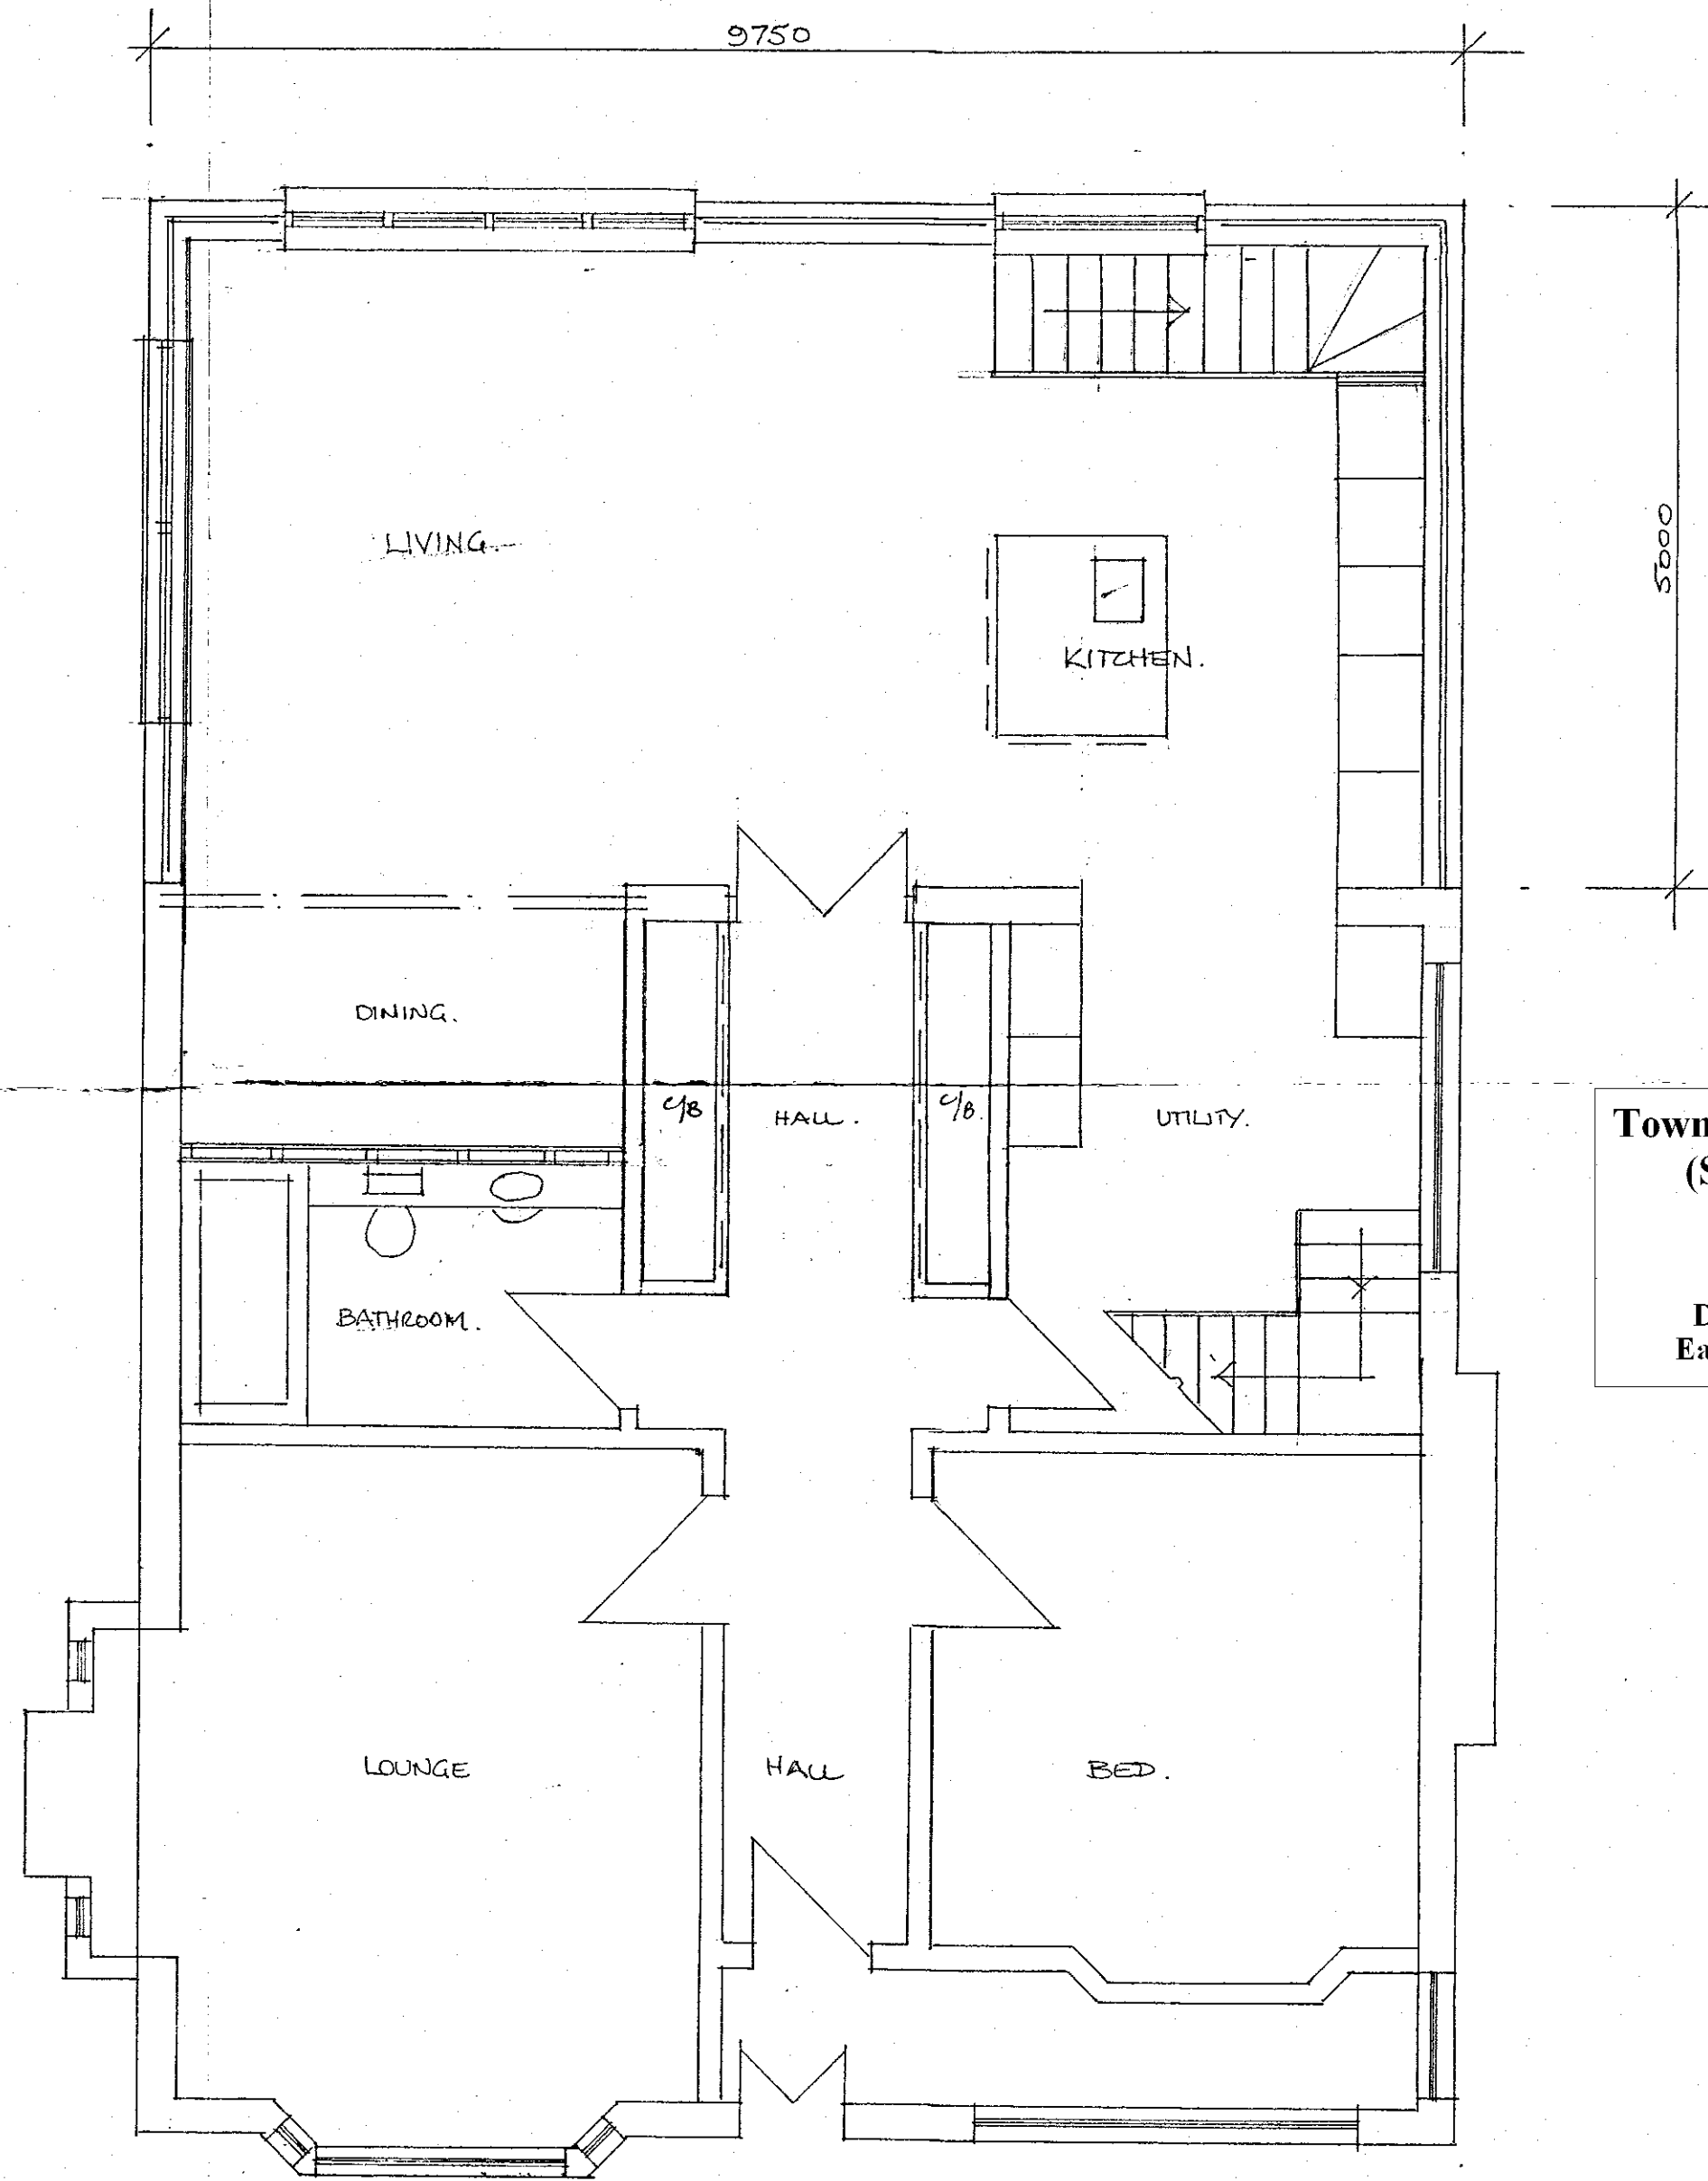 9750
LIVING.
5000
KITCHEN.
DINING.
C/B
HALL.
C/B.
UTILITY.
Town
(S
D
Ea
BATHROOM.
LOUNGE
HALL
BED.